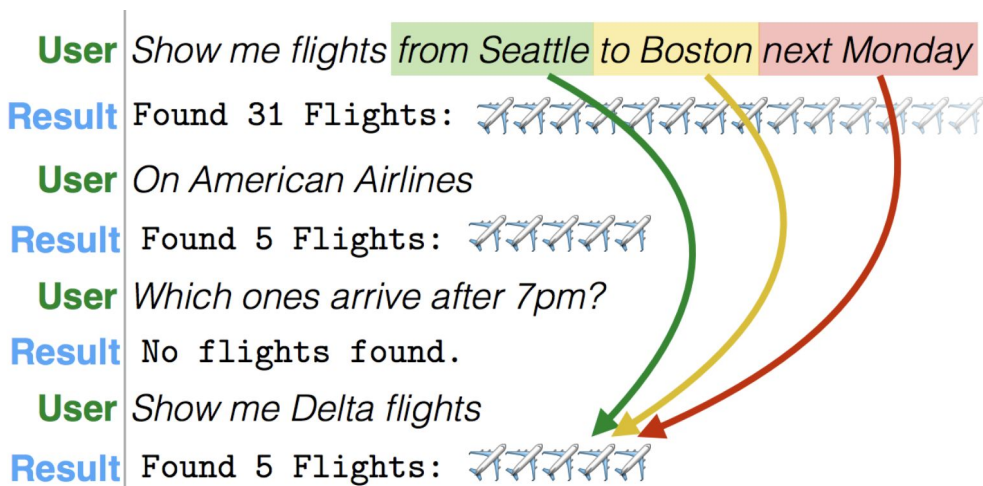 User Show me flights from Seattle to Boston next Monday
Result Found 31 Flights:
User On American Airlines
Result Found 5 Flights:
User Which ones arrive after 7pm?
Result No flights found.
User Show me Delta flights
Result Found 5 Flights: